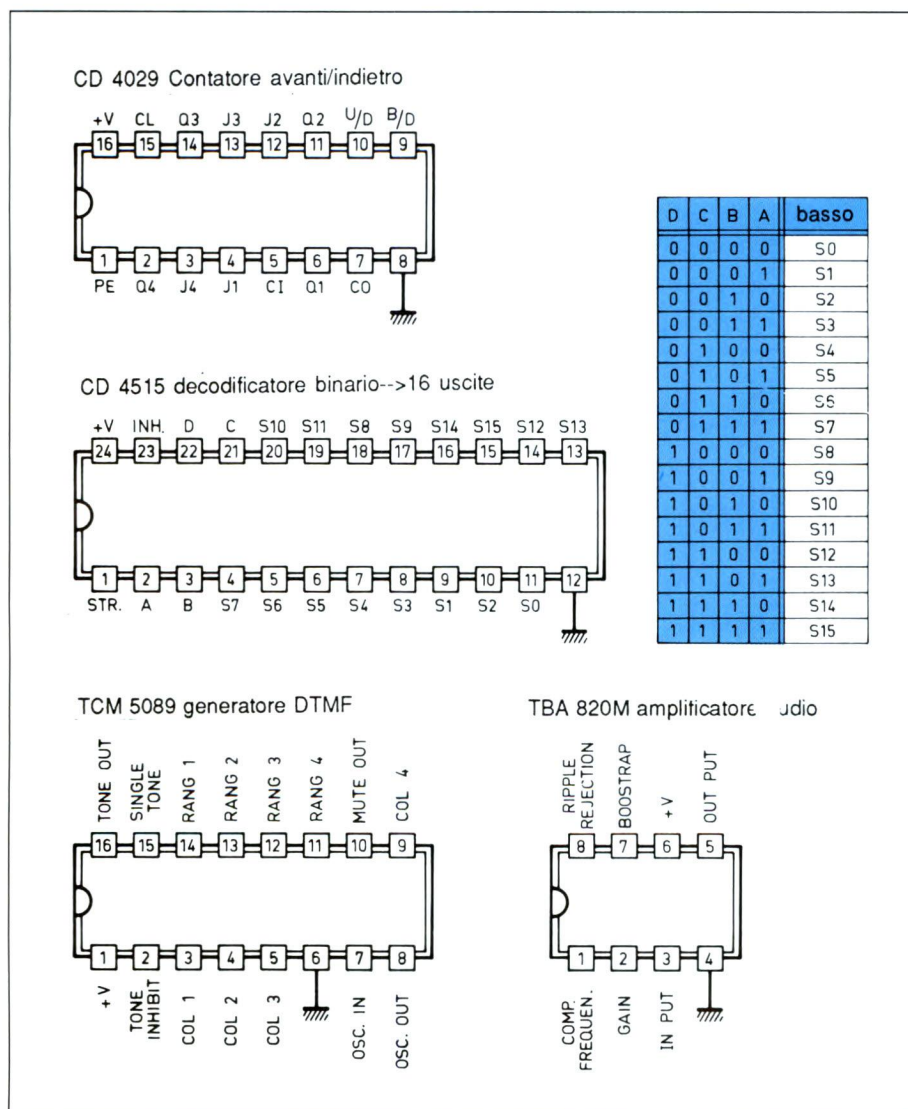 CD 4029 Contatore avanti/indietro
+V CL Q3 J3 J2 Q2 U/D B/D
16 15 14 13 12 11 10 9
1 2 3 4 5 6 7 8
PE Q4 J4 J1 CI Q1 CO
CD 4515 decodificatore binario-->16 uscite
+V INH. D C S10 S11 S8 S9 S14 S15 S12 S13
24 23 22 21 20 19 18 17 16 15 14 13
1 2 3 4 5 6 7 8 9 10 11 12
STR. A B S7 S6 S5 S4 S3 S1 S2 S0
D C B A basso
0 0 0 0 S0
0 0 0 1 S1
0 0 1 0 S2
0 0 1 1 S3
0 1 0 0 S4
0 1 0 1 S5
0 1 1 0 S6
0 1 1 1 S7
1 0 0 0 S8
1 0 0 1 S9
1 0 1 0 S10
1 0 1 1 S11
1 1 0 0 S12
1 1 0 1 S13
1 1 1 0 S14
1 1 1 1 S15
TCM 5089 generatore DTMF
TONE OUT
SINGLE
TONE
RANG 1
RANG 2
RANG 3
RANG 4
MUTE OUT
COL 4
16 15 14 13 12 11 10 9
1 2 3 4 5 6 7 8
+V
TONE
INHIBIT
COL 1
COL 2
COL 3
OSC. IN
OSC. OUT
TBA 820M amplificatore
RIPPLE
REJECTION
BOOSTRAP
+V
OUT PUT
8 7 6 5
1 2 3 4
COMP.
FREQUEN.
GAIN
IN PUT